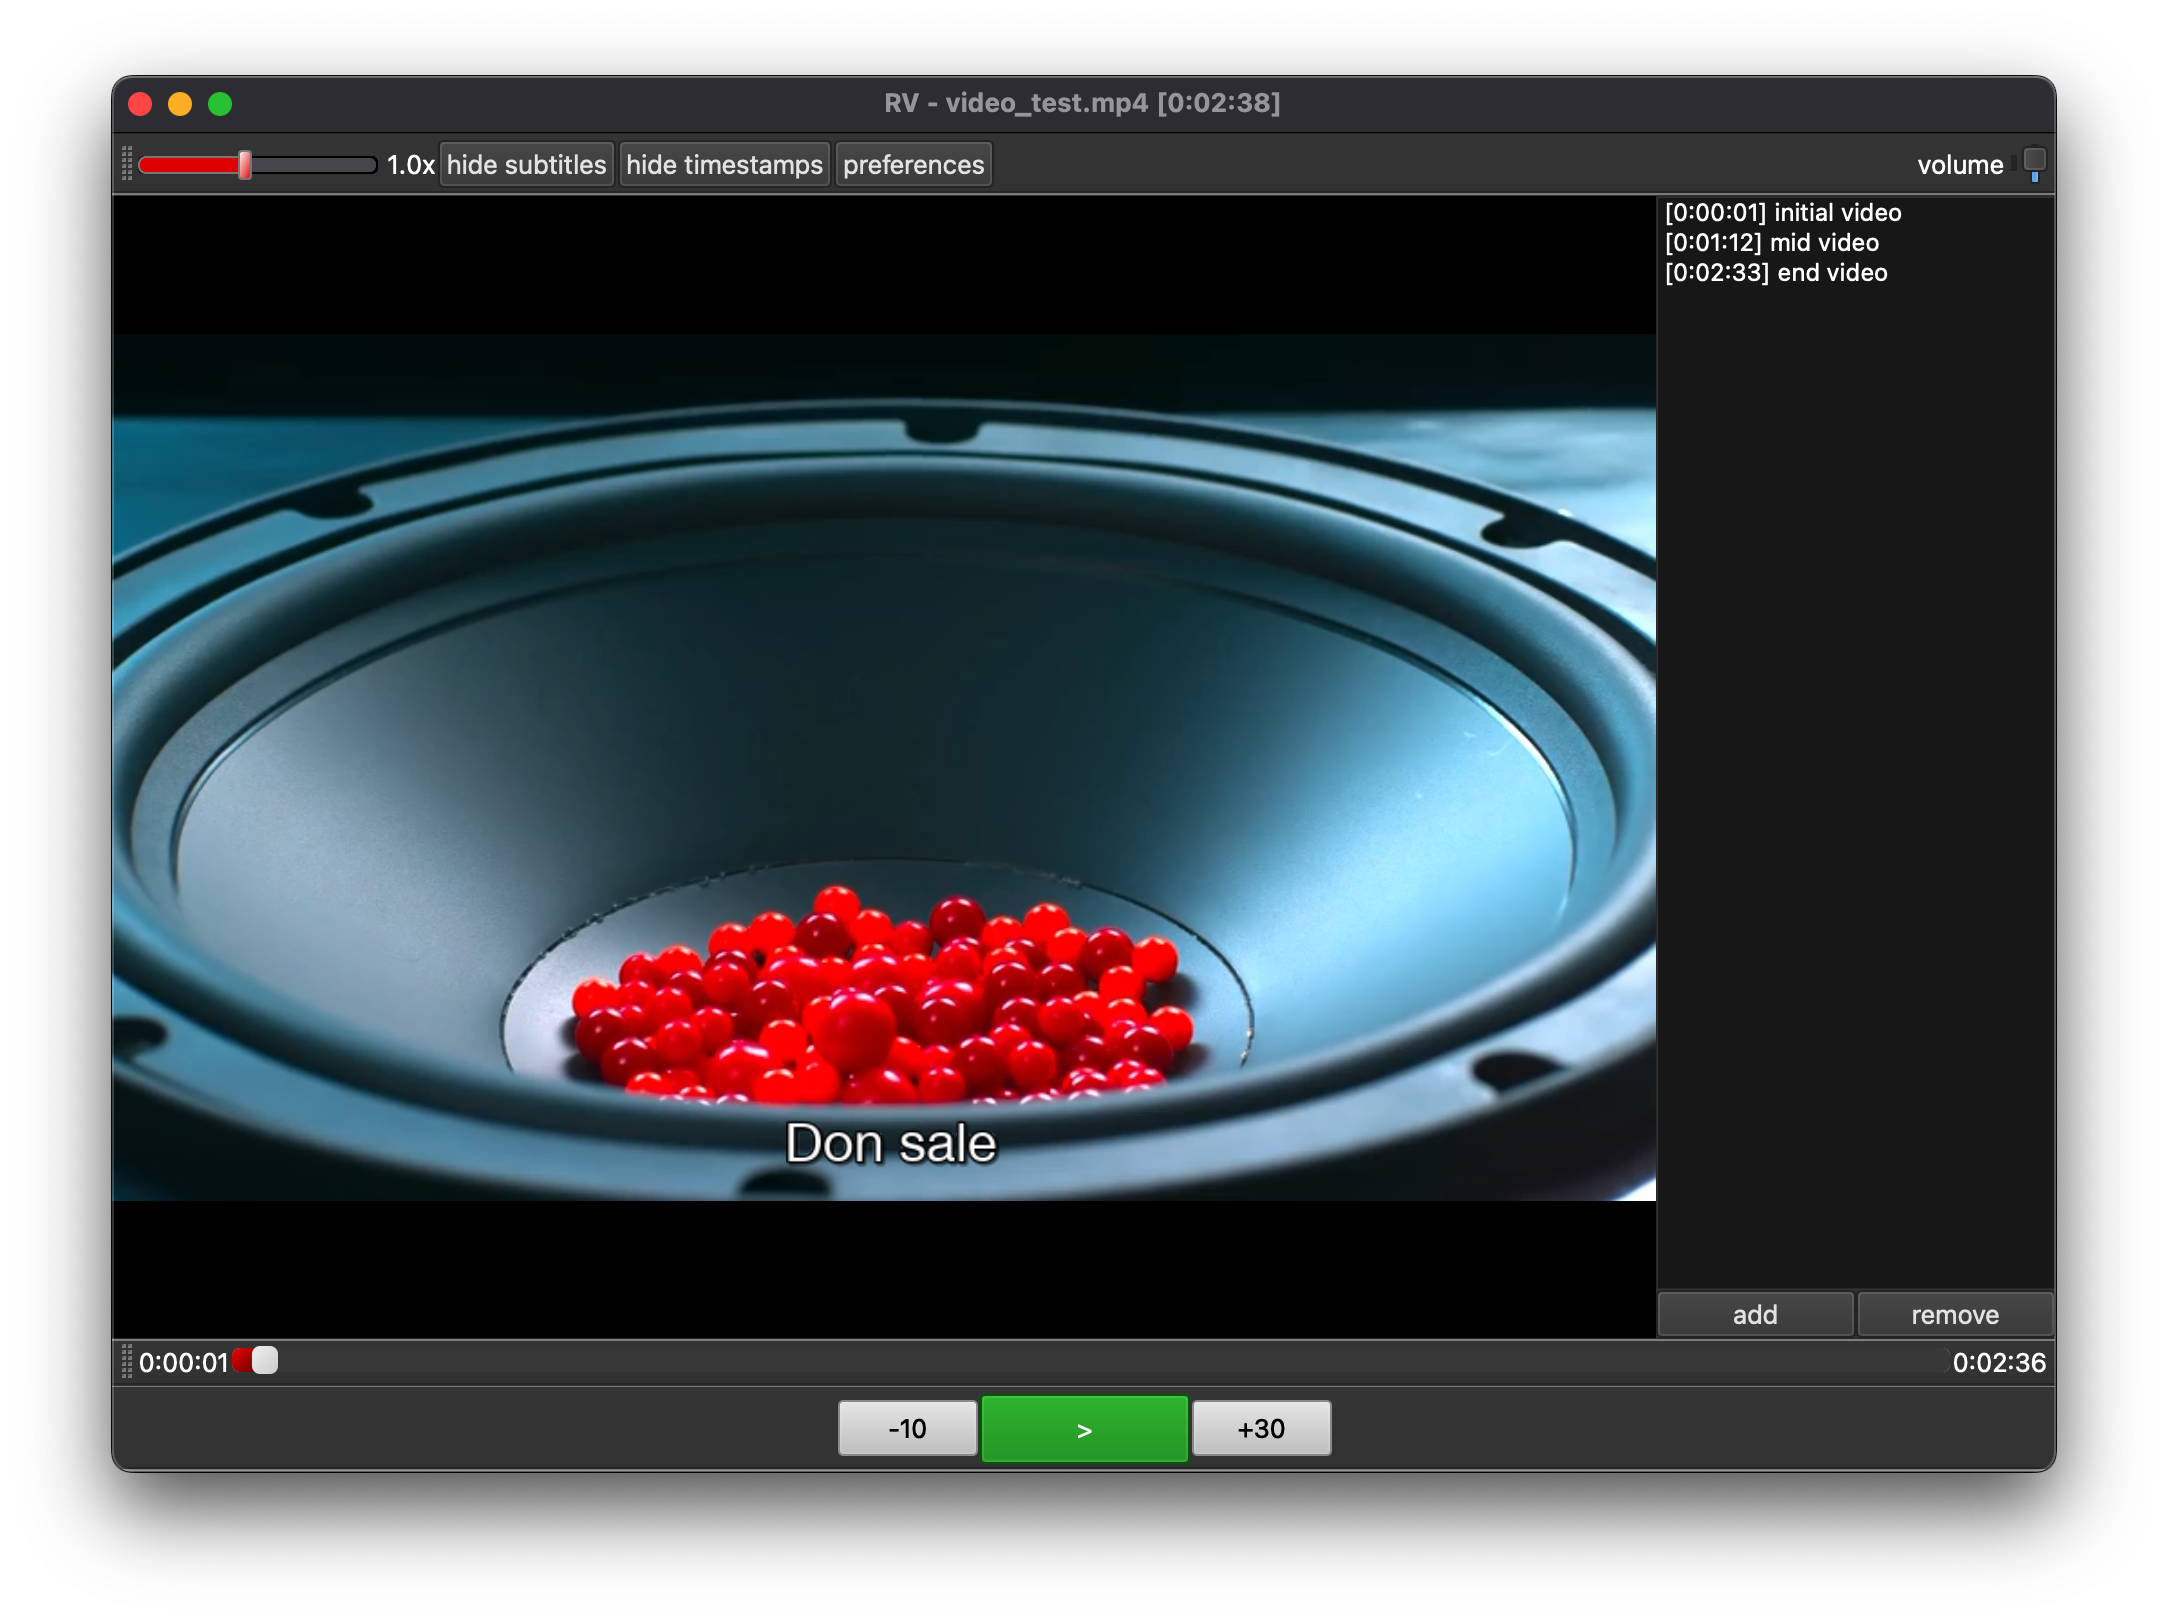 RV - video_test.mp4 [0:02:38]
1.0x hide subtitles hide timestamps preferences volume
[0:00:01] initial video
[0:01:12] mid video
[0:02:33] end video
Don sale
add remove
0:00:01 0:02:36
-10 > +30